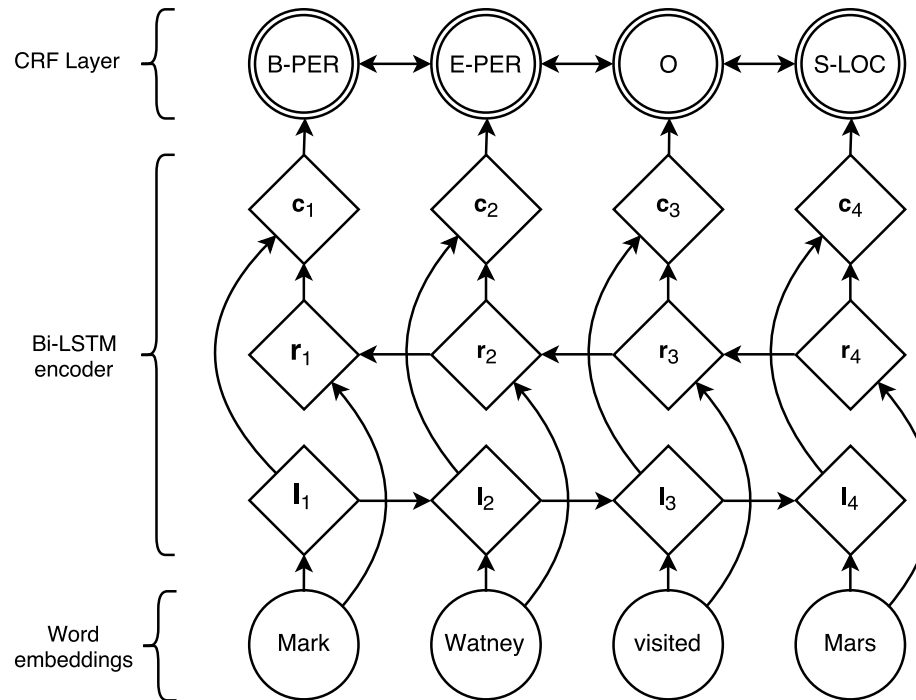 CRF Layer
B-PER
E-PER
O
S-LOC
c1
c2
c3
c4
Bi-LSTM
encoder
r1
r2
r3
r4
l1
l2
l3
l4
Word
embeddings
Mark
Watney
visited
Mars